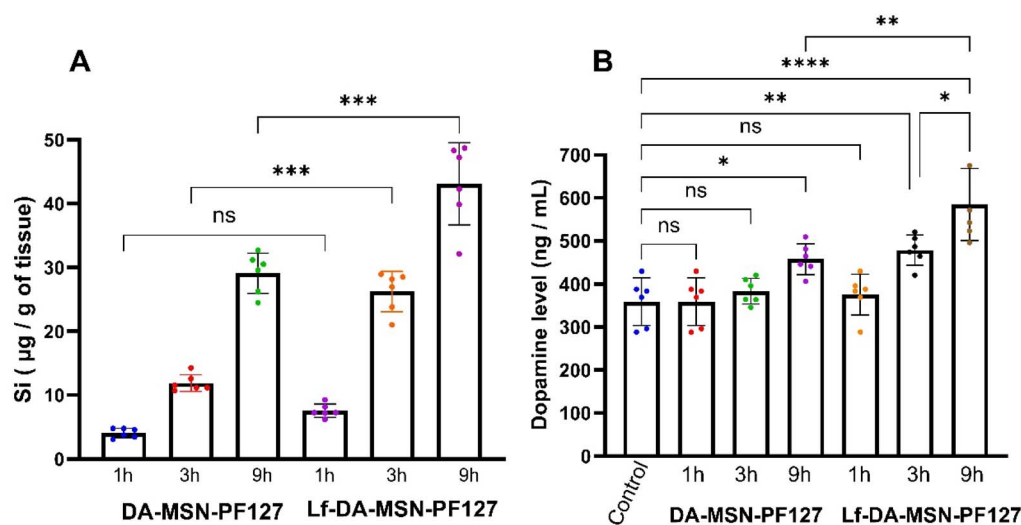 A
***
***
ns
Si ( µg / g of tissue)
50
40
30
20
10
0
1h 3h 9h 1h 3h 9h
DA-MSN-PF127 Lf-DA-MSN-PF127
B
**
****
**
*
ns
*
ns
ns
Dopamine level (ng / mL)
700
600
500
400
300
200
100
0
Control 1h 3h 9h 1h 3h 9h
DA-MSN-PF127 Lf-DA-MSN-PF127